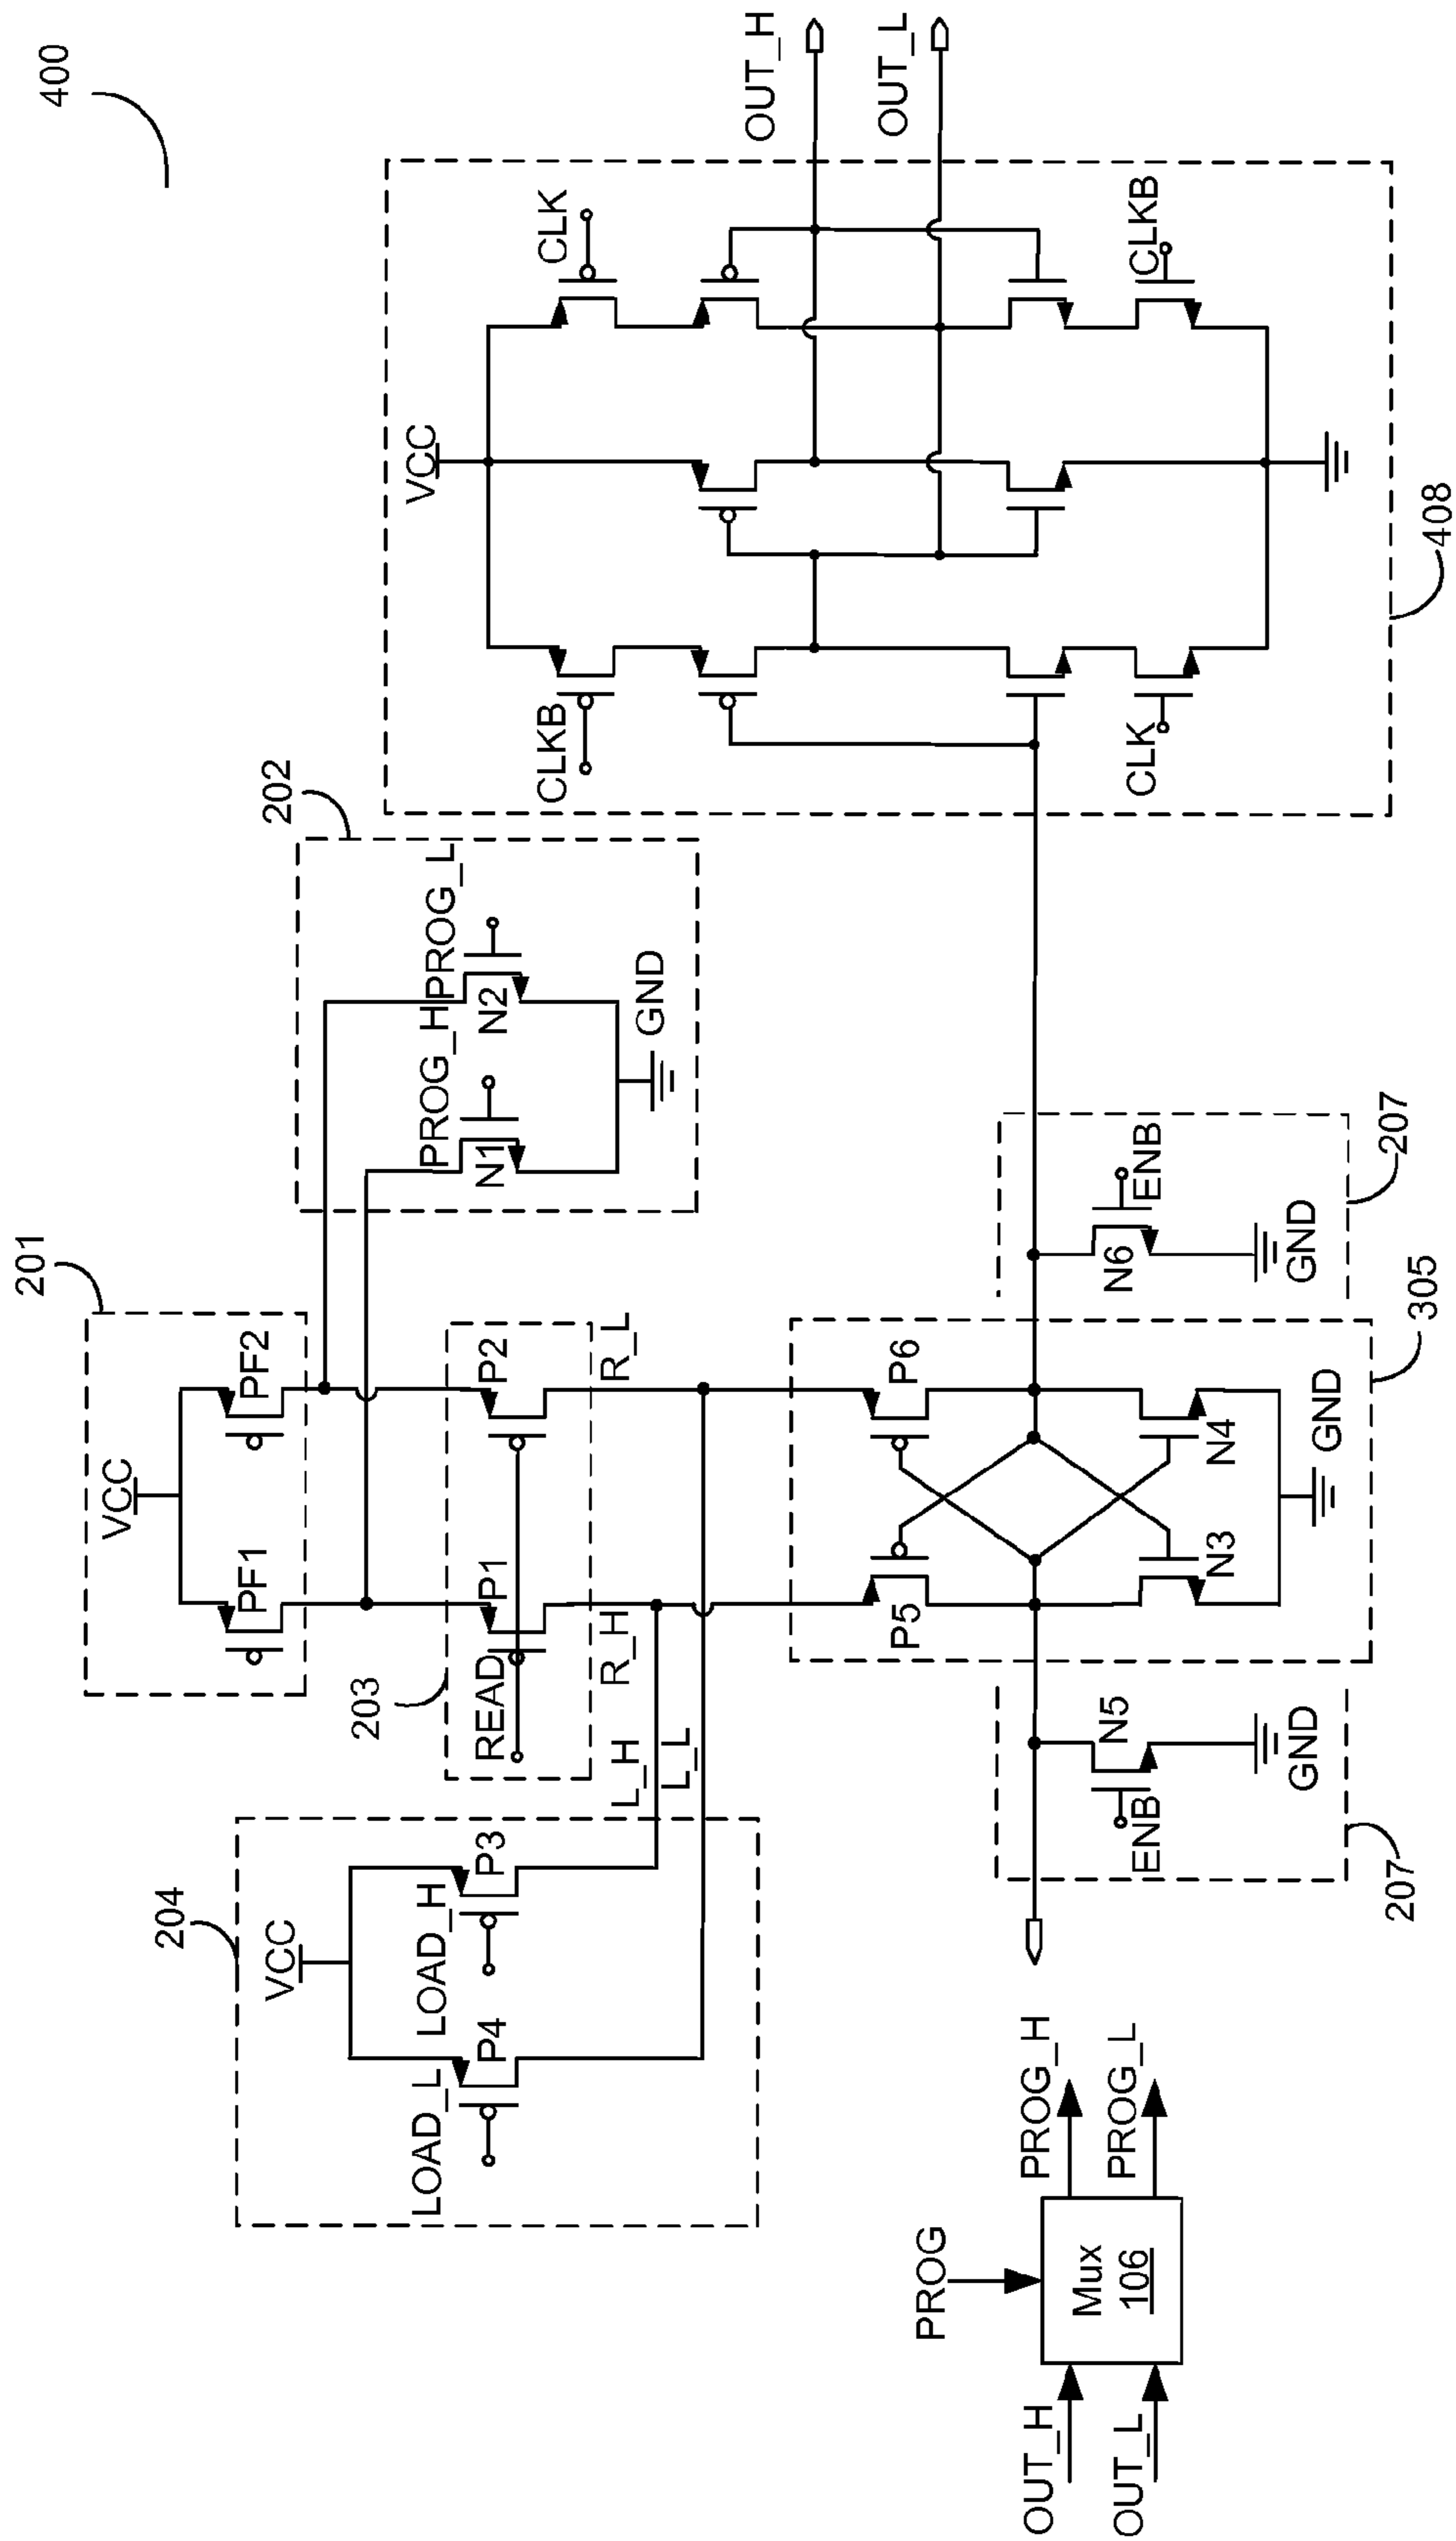 400
201
VCC
PF1
PF2
202
PROG_H
PROG_L
N1
N2
GND
203
READ
P1
P2
R_H
R_L
204
VCC
LOAD_L
LOAD_H
P4
P3
L_H
L_L
VCC
CLKB
CLK
CLK
CLKB
OUT_H
OUT_L
408
P5
P6
N3
N4
GND
305
N5
ENB
GND
207
N6
ENB
GND
207
PROG
OUT_H
OUT_L
Mux
106
PROG_H
PROG_L